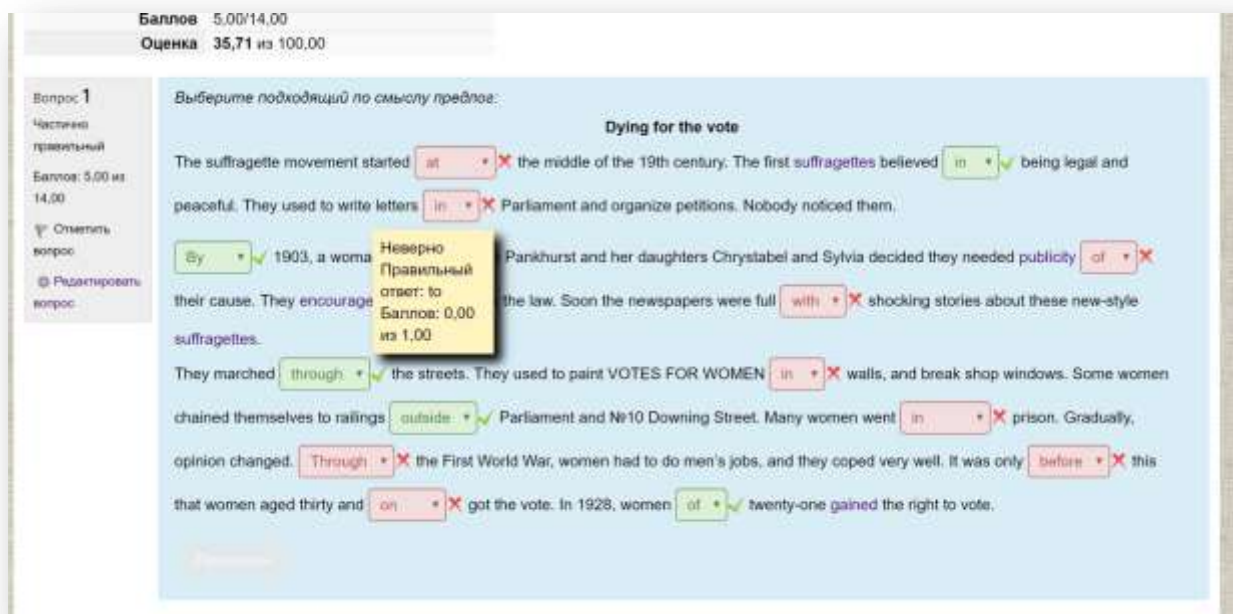 Баллов 5,00/14,00
Оценка 35,71 из 100,00
Вопрос 1
Частично
правильный
Баллов: 5,00 из
14,00
Отметить
вопрос
Редактировать
вопрос
Выберите подходящий по смыслу предлог:
Dying for the vote
The suffragette movement started at the middle of the 19th century. The first suffragettes believed in being legal and
peaceful. They used to write letters in Parliament and organize petitions. Nobody noticed them.
By 1903, a woma Pankhurst and her daughters Chrystabel and Sylvia decided they needed publicity of
their cause. They encourage the law. Soon the newspapers were full with shocking stories about these new-style
suffragettes.
Неверно
Правильный
ответ: to
Баллов: 0,00
из 1,00
They marched through the streets. They used to paint VOTES FOR WOMEN in walls, and break shop windows. Some women
chained themselves to railings outside Parliament and №10 Downing Street. Many women went in prison. Gradually,
opinion changed. Through the First World War, women had to do men's jobs, and they coped very well. It was only before this
that women aged thirty and on got the vote. In 1928, women of twenty-one gained the right to vote.